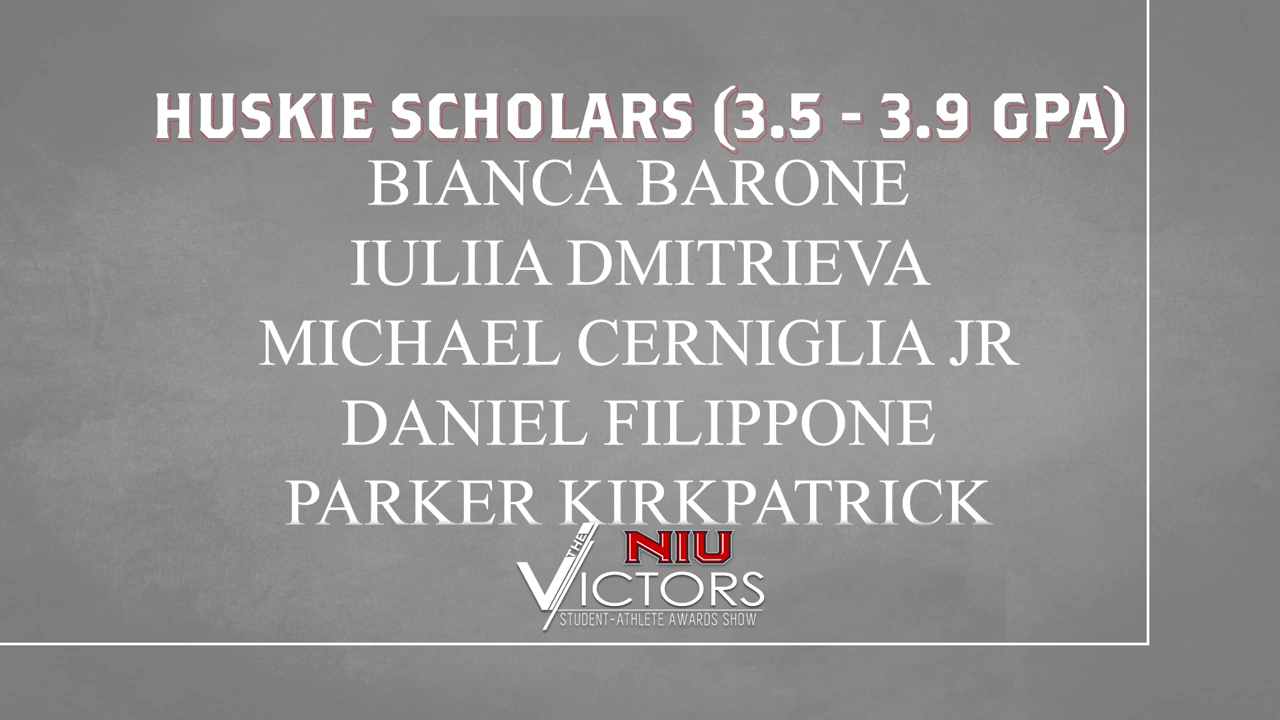 HUSKIE SCHOLARS (3.5 - 3.9 GPA)
BIANCA BARONE
IULIIA DMITRIEVA
MICHAEL CERNIGLIA JR
DANIEL FILIPPONE
PARKER KIRKPATRICK
THE NIU
VICTORS
STUDENT-ATHLETE AWARDS SHOW